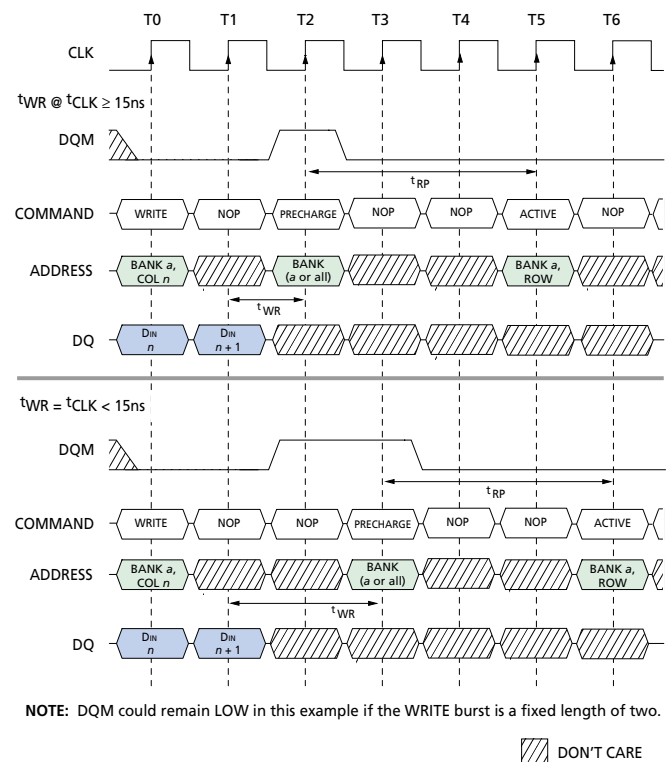 T0 T1 T2 T3 T4 T5 T6
CLK
tWR @ tCLK ≥ 15ns
DQM
tRP
COMMAND WRITE NOP PRECHARGE NOP NOP ACTIVE NOP
ADDRESS BANK a, COL n BANK (a or all) BANK a, ROW
tWR
DQ DIN n DIN n + 1
tWR = tCLK < 15ns
DQM
tRP
COMMAND WRITE NOP NOP PRECHARGE NOP NOP ACTIVE
ADDRESS BANK a, COL n BANK (a or all) BANK a, ROW
tWR
DQ DIN n DIN n + 1
NOTE: DQM could remain LOW in this example if the WRITE burst is a fixed length of two.
DON'T CARE